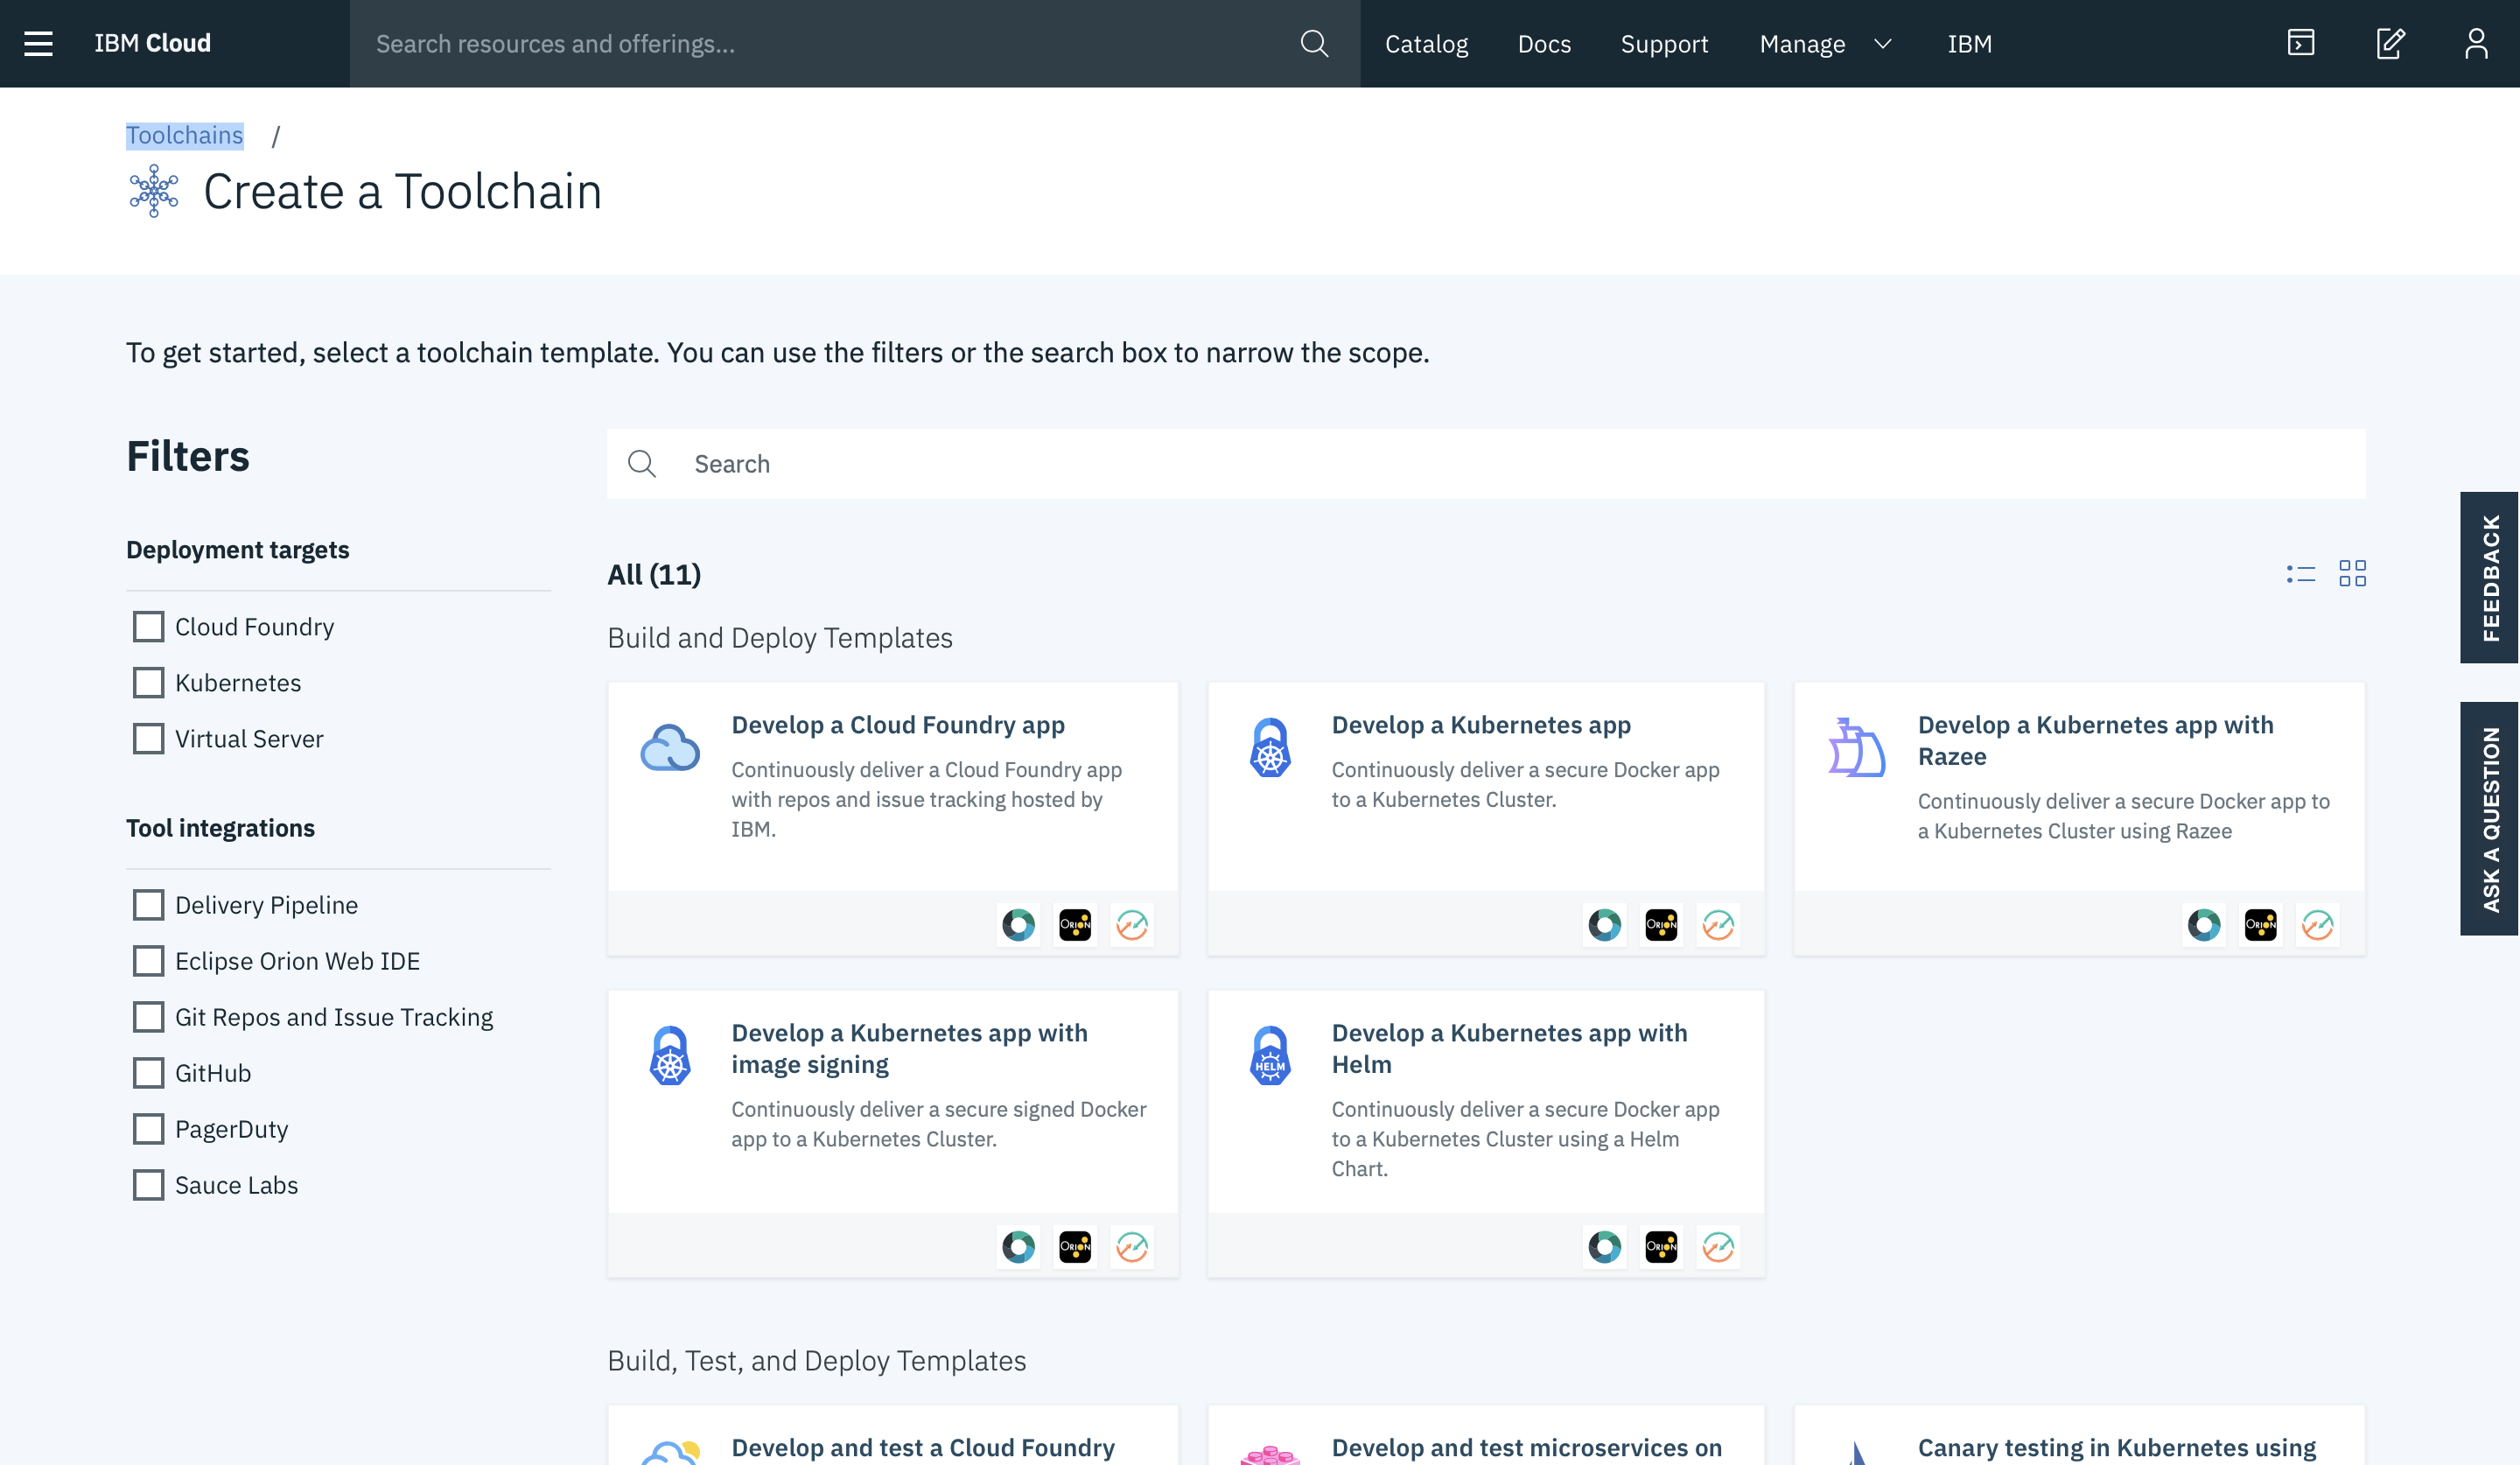 IBM Cloud
Search resources and offerings...
Catalog
Docs
Support
Manage
IBM
Toolchains /
Create a Toolchain
To get started, select a toolchain template. You can use the filters or the search box to narrow the scope.
Filters
Deployment targets
Cloud Foundry
Kubernetes
Virtual Server
Tool integrations
Delivery Pipeline
Eclipse Orion Web IDE
Git Repos and Issue Tracking
GitHub
PagerDuty
Sauce Labs
Search
All (11)
Build and Deploy Templates
Develop a Cloud Foundry app
Continuously deliver a Cloud Foundry app
with repos and issue tracking hosted by
IBM.
ORION
Develop a Kubernetes app
Continuously deliver a secure Docker app
to a Kubernetes Cluster.
ORION
Develop a Kubernetes app with
Razee
Continuously deliver a secure Docker app to
a Kubernetes Cluster using Razee
ORION
Develop a Kubernetes app with
image signing
Continuously deliver a secure signed Docker
app to a Kubernetes Cluster.
ORION
HELM
Develop a Kubernetes app with
Helm
Continuously deliver a secure Docker app
to a Kubernetes Cluster using a Helm
Chart.
ORION
Build, Test, and Deploy Templates
Develop and test a Cloud Foundry
Develop and test microservices on
Canary testing in Kubernetes using
FEEDBACK
ASK A QUESTION